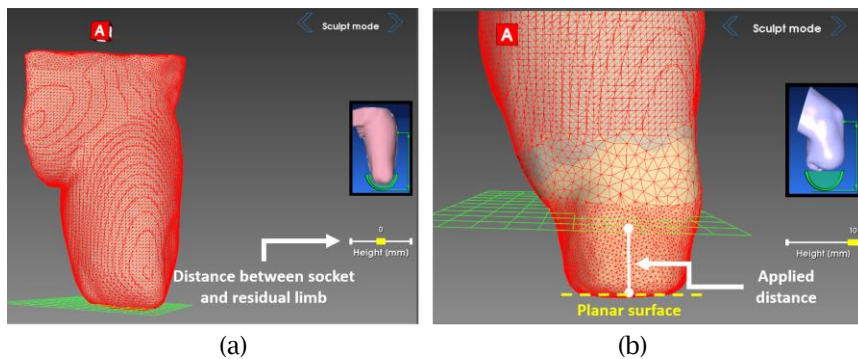 A
Sculpt mode
0
Height (mm)
Distance between socket
and residual limb
(a)
A
Sculpt mode
10
Height (mm)
Applied
distance
Planar surface
(b)